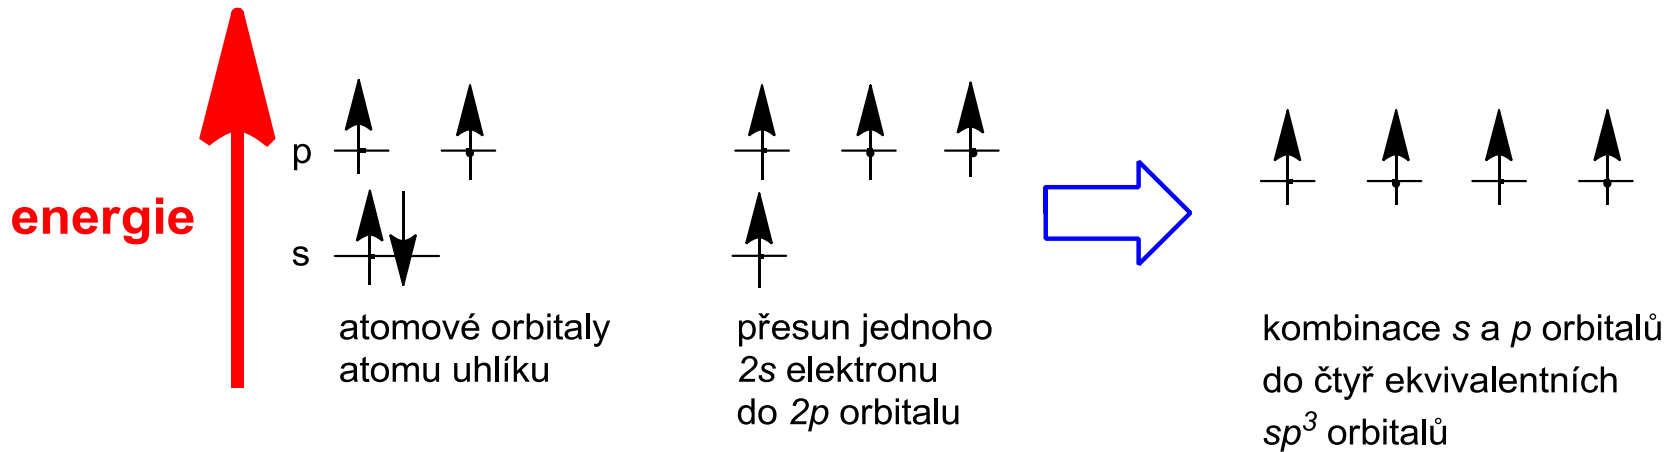 energie
p
s
atomové orbitaly
atomu uhlíku
přesun jednoho
2s elektronu
do 2p orbitalu
kombinace s a p orbitalů
do čtyř ekvivalentních
sp³ orbitalů